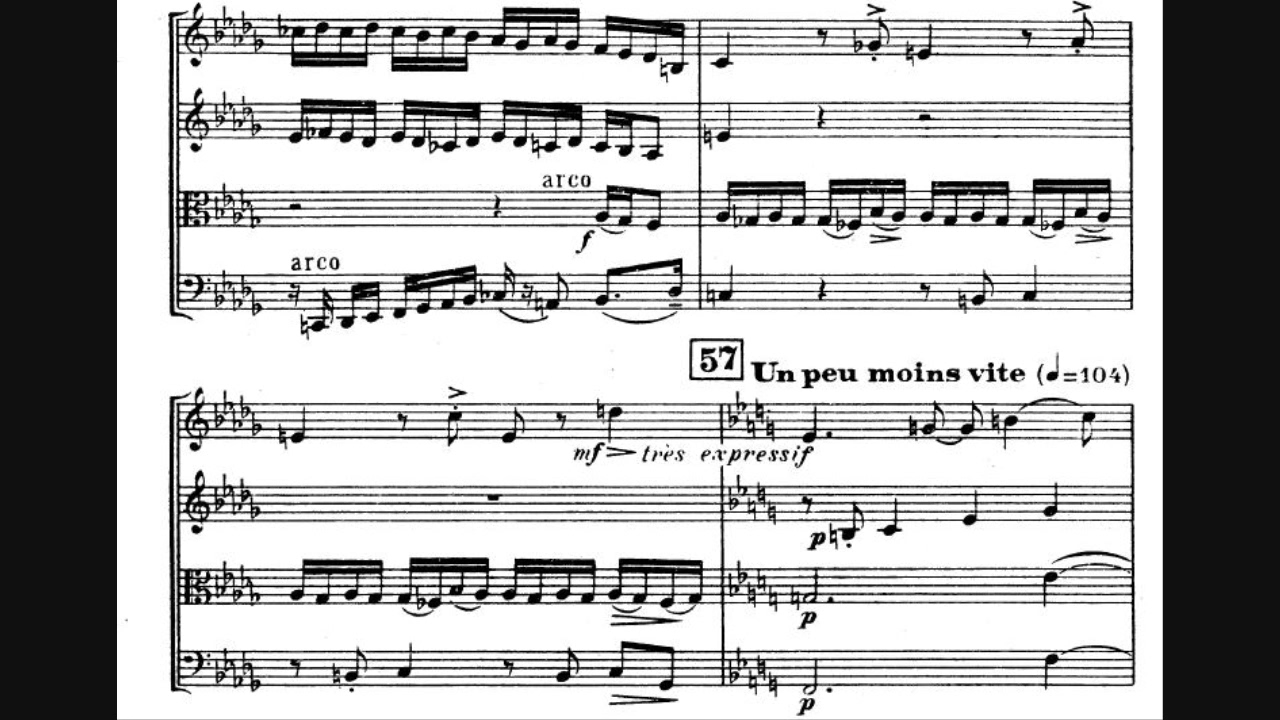 arco
f
arco
57 Un peu moins vite (♩=104)
mf très expressif
p
p
p